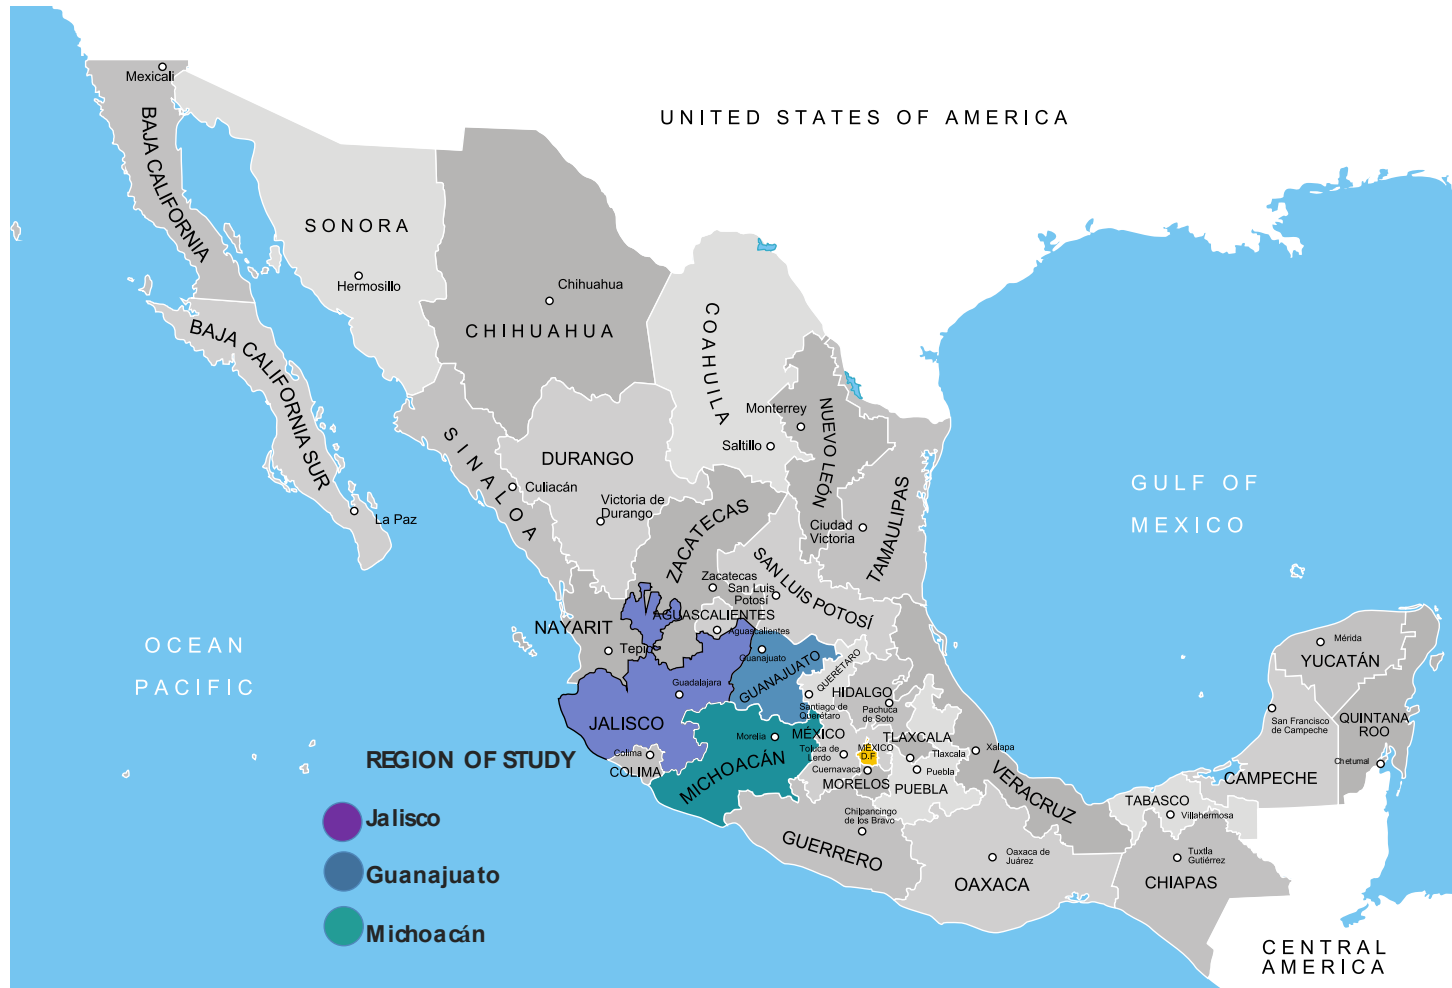 UNITED STATES OF AMERICA
Mexicali
BAJA CALIFORNIA
SONORA
Hermosillo
Chihuahua
CHIHUAHUA
COAHUILA
BAJA CALIFORNIA SUR
La Paz
SINALOA
Culiacán
DURANGO
Victoria de
Durango
Monterrey
Saltillo
NUEVO LEÓN
Ciudad
Victoria
TAMAULIPAS
GULF OF
MEXICO
ZACATECAS
Zacatecas
San Luis
Potosí
SAN LUIS POTOSÍ
AGUASCALIENTES
Aguascalientes
NAYARIT
Tepic
OCEAN
PACIFIC
Guanajuato
GUANAJUATO
QUERÉTARO
Santiago de
Querétaro
HIDALGO
Pachuca
de Soto
Guadalajara
JALISCO
Colima
COLIMA
Morelia
MICHOACÁN
MÉXICO
Toluca de
Lerdo
MÉXICO
D.F
Cuernavaca
MORELOS
TLAXCALA
Tlaxcala
Puebla
PUEBLA
Xalapa
VERACRUZ
Chilpancingo
de los Bravo
GUERRERO
Oaxaca de
Juárez
OAXACA
TABASCO
Villahermosa
Tuxtla
Gutiérrez
CHIAPAS
Mérida
YUCATÁN
San Francisco
de Campeche
CAMPECHE
QUINTANA
ROO
Chetumal
CENTRAL
AMERICA
REGION OF STUDY
Jalisco
Guanajuato
Michoacán